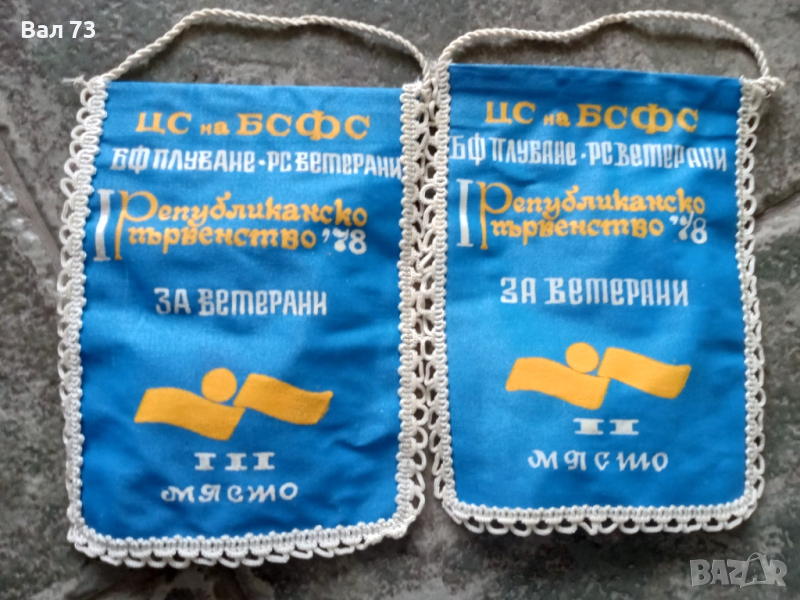 Вал 73
ЦС на БСФС
БФ ПЛУВАНЕ • РС ВЕТЕРАНИ
I Републиканско
първенство '78
ЗА ВЕТЕРАНИ
III
МЯСТО
ЦС на БСФС
БФ ПЛУВАНЕ • РС ВЕТЕРАНИ
I Републиканско
първенство '78
ЗА ВЕТЕРАНИ
II
МЯСТО
BAZAR